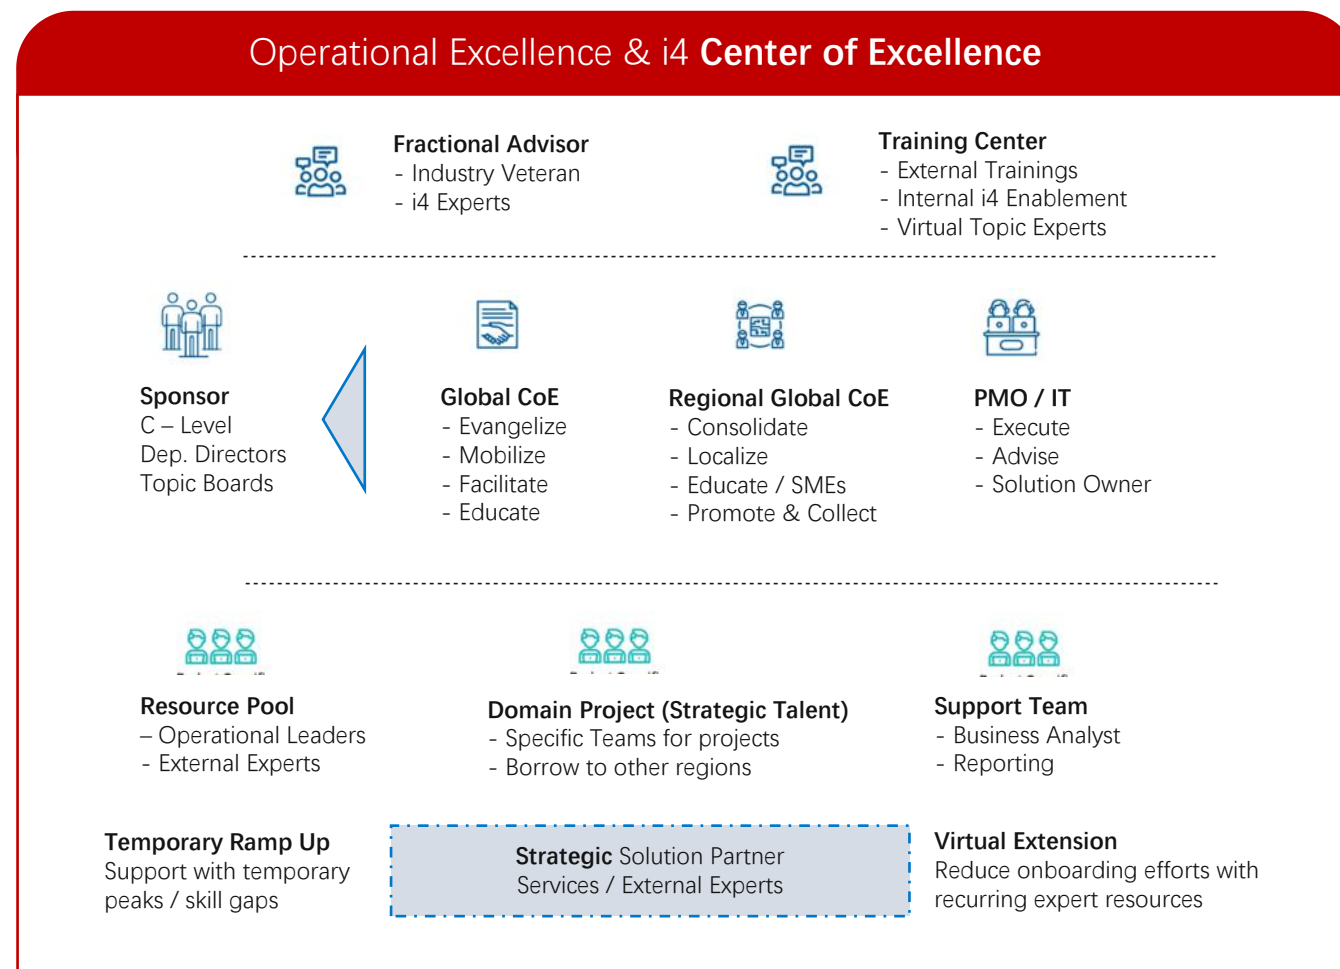 Operational Excellence & i4 Center of Excellence
Fractional Advisor
- Industry Veteran
- i4 Experts
Training Center
- External Trainings
- Internal i4 Enablement
- Virtual Topic Experts
Sponsor
C – Level
Dep. Directors
Topic Boards
Global CoE
- Evangelize
- Mobilize
- Facilitate
- Educate
Regional Global CoE
- Consolidate
- Localize
- Educate / SMEs
- Promote & Collect
PMO / IT
- Execute
- Advise
- Solution Owner
Resource Pool
– Operational Leaders
- External Experts
Domain Project (Strategic Talent)
- Specific Teams for projects
- Borrow to other regions
Support Team
- Business Analyst
- Reporting
Temporary Ramp Up
Support with temporary
peaks / skill gaps
Strategic Solution Partner
Services / External Experts
Virtual Extension
Reduce onboarding efforts with
recurring expert resources